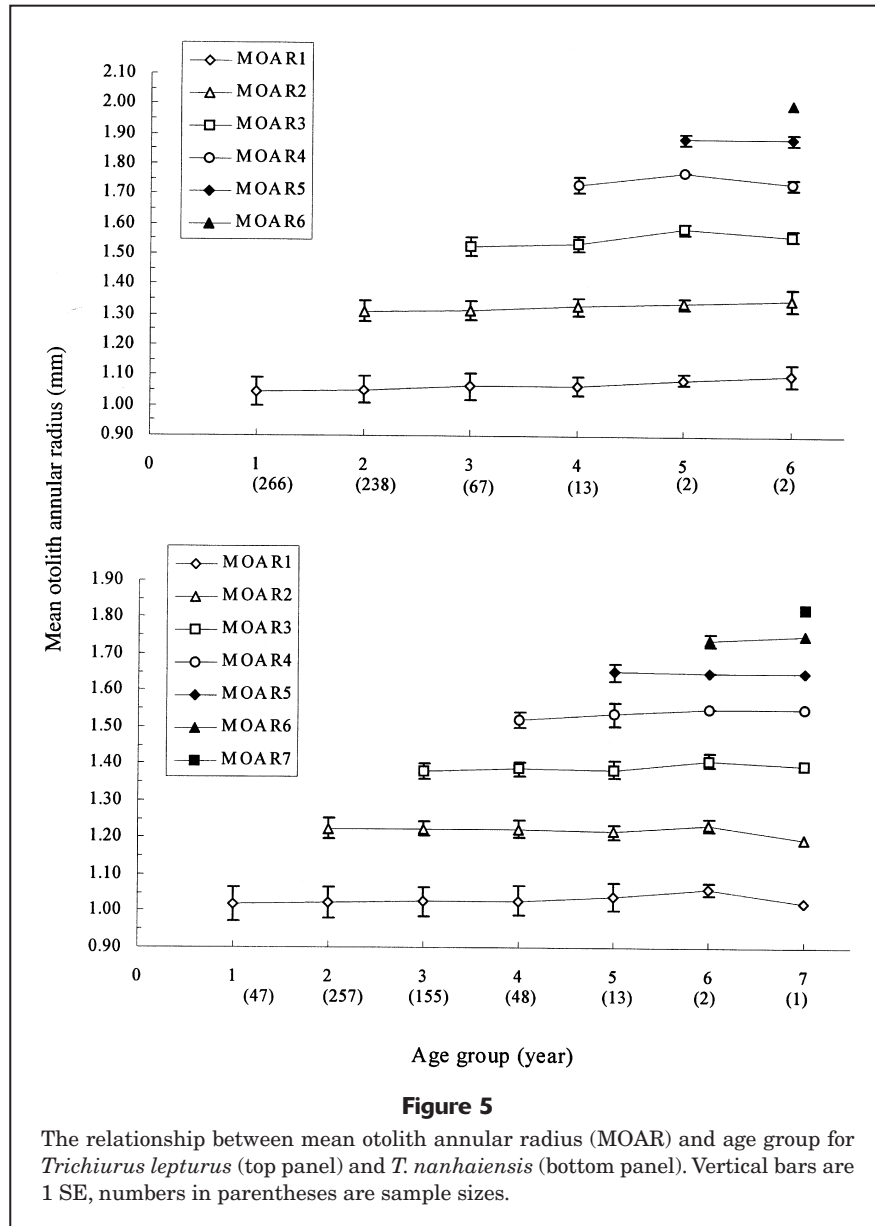 MOAR1
MOAR2
MOAR3
MOAR4
MOAR5
MOAR6
2.10
2.00
1.90
1.80
1.70
1.60
1.50
1.40
1.30
1.20
1.10
1.00
0.90
0 1 2 3 4 5 6
(266) (238) (67) (13) (2) (2)
Mean otolith annular radius (mm)
MOAR1
MOAR2
MOAR3
MOAR4
MOAR5
MOAR6
MOAR7
1.90
1.80
1.70
1.60
1.50
1.40
1.30
1.20
1.10
1.00
0.90
0 1 2 3 4 5 6 7
(47) (257) (155) (48) (13) (2) (1)
Age group (year)
Figure 5
The relationship between mean otolith annular radius (MOAR) and age group for
Trichiurus lepturus (top panel) and T. nanhaiensis (bottom panel). Vertical bars are
1 SE, numbers in parentheses are sample sizes.